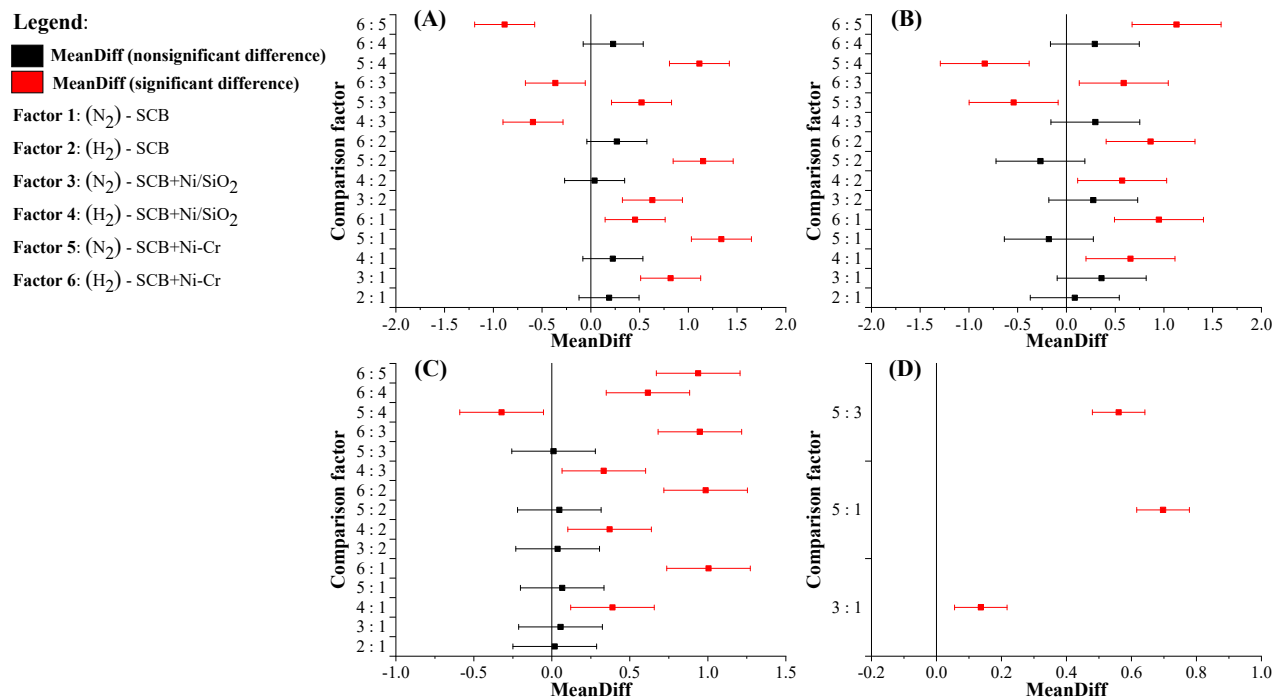 Legend:
MeanDiff (nonsignificant difference)
MeanDiff (significant difference)
Factor 1: (N2) - SCB
Factor 2: (H2) - SCB
Factor 3: (N2) - SCB+Ni/SiO2
Factor 4: (H2) - SCB+Ni/SiO2
Factor 5: (N2) - SCB+Ni-Cr
Factor 6: (H2) - SCB+Ni-Cr
(A)
Comparison factor
6 : 5
6 : 4
5 : 4
6 : 3
5 : 3
4 : 3
6 : 2
5 : 2
4 : 2
3 : 2
6 : 1
5 : 1
4 : 1
3 : 1
2 : 1
-2.0 -1.5 -1.0 -0.5 0.0 0.5 1.0 1.5 2.0
MeanDiff
(B)
Comparison factor
6 : 5
6 : 4
5 : 4
6 : 3
5 : 3
4 : 3
6 : 2
5 : 2
4 : 2
3 : 2
6 : 1
5 : 1
4 : 1
3 : 1
2 : 1
-2.0 -1.5 -1.0 -0.5 0.0 0.5 1.0 1.5 2.0
MeanDiff
(C)
Comparison factor
6 : 5
6 : 4
5 : 4
6 : 3
5 : 3
4 : 3
6 : 2
5 : 2
4 : 2
3 : 2
6 : 1
5 : 1
4 : 1
3 : 1
2 : 1
-1.0 -0.5 0.0 0.5 1.0 1.5
MeanDiff
(D)
Comparison factor
5 : 3
5 : 1
3 : 1
-0.2 0.0 0.2 0.4 0.6 0.8 1.0
MeanDiff